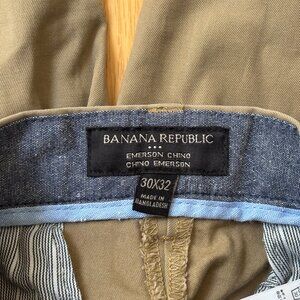 BANANA REPUBLIC
EMERSON CHINO
CHINO EMERSON
30X32
MADE IN
BANGLADESH